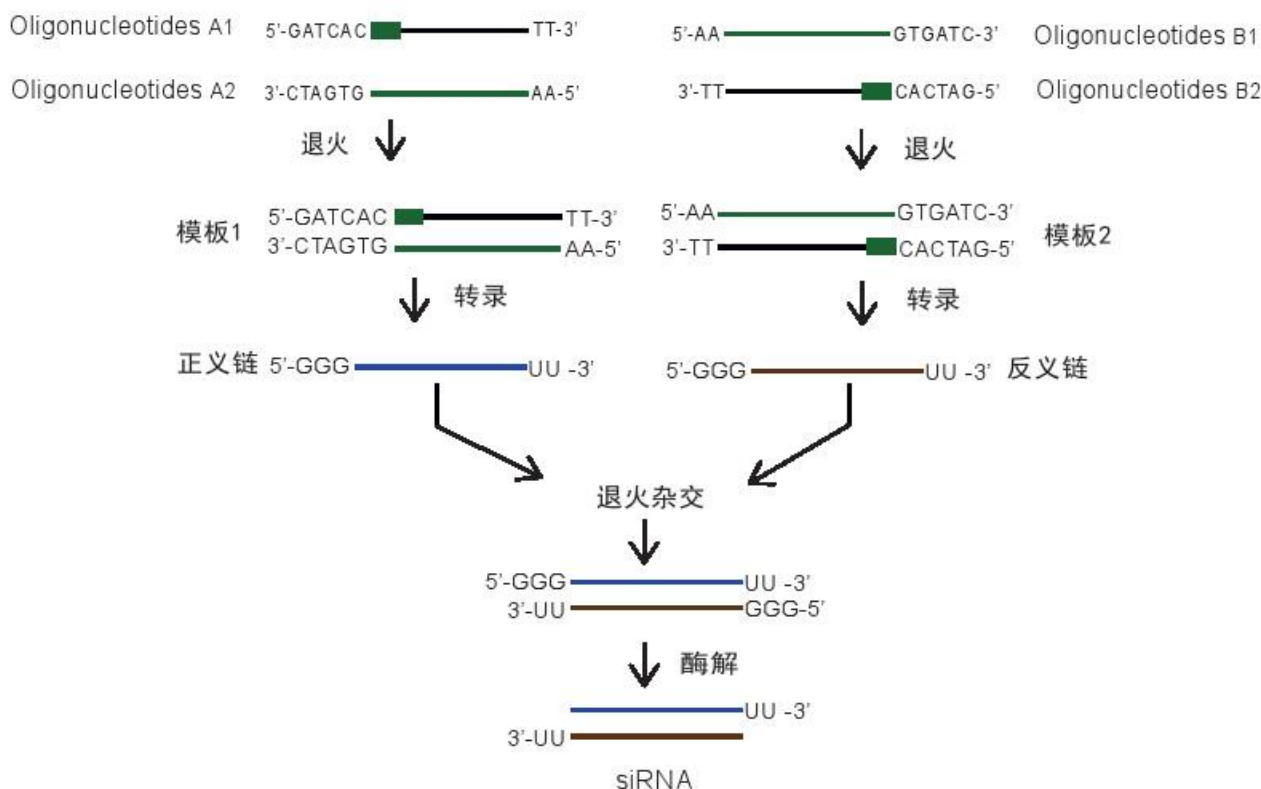 Oligonucleotides A1 5'-GATCAC TT-3' 5'-AA GTGATC-3' Oligonucleotides B1
Oligonucleotides A2 3'-CTAGTG AA-5' 3'-TT CACTAG-5' Oligonucleotides B2
退火 退火
模板1 5'-GATCAC TT-3' 5'-AA GTGATC-3' 模板2
3'-CTAGTG AA-5' 3'-TT CACTAG-5'
转录 转录
正义链 5'-GGG UU -3' 5'-GGG UU -3' 反义链
退火杂交
5'-GGG UU -3'
3'-UU GGG-5'
酶解
UU -3'
3'-UU
siRNA